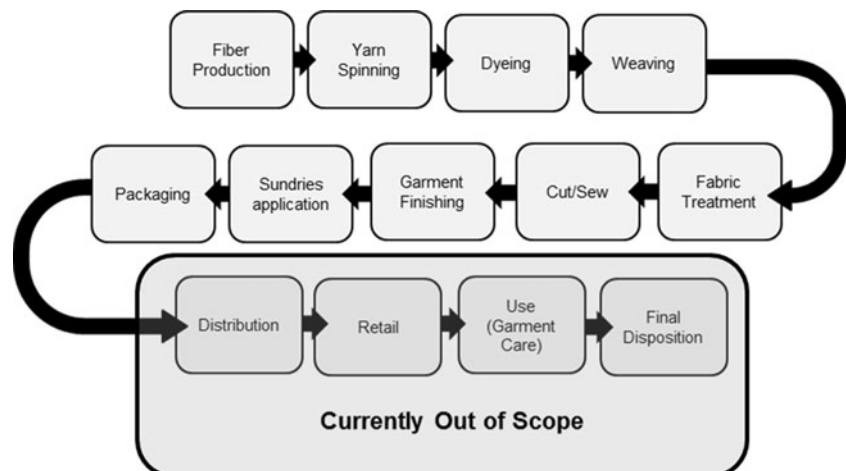 Fiber
Production
Yarn
Spinning
Dyeing
Weaving
Packaging
Sundries
application
Garment
Finishing
Cut/Sew
Fabric
Treatment
Distribution
Retail
Use
(Garment
Care)
Final
Disposition
Currently Out of Scope